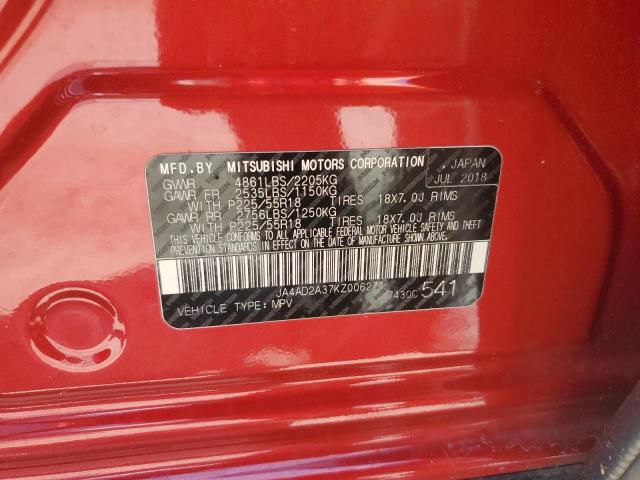 MFD. BY MITSUBISHI MOTORS CORPORATION , JAPAN
GVWR 4861LBS/2205KG JUL 2018
GAWR FR 2535LBS/1150KG
WITH P225/55R18 TIRES 18X7.0J RIMS
GAWR RR 2756LBS/1250KG
WITH P225/55R18 TIRES 18X7.0J RIMS
THIS VEHICLE CONFORMS TO ALL APPLICABLE FEDERAL MOTOR VEHICLE SAFETY AND THEFT
PREVENTION STANDARDS IN EFFECT ON THE DATE OF MANUFACTURE SHOWN ABOVE.
JA4AD2A37KZ006271
VEHICLE TYPE: MPV 7430C 541